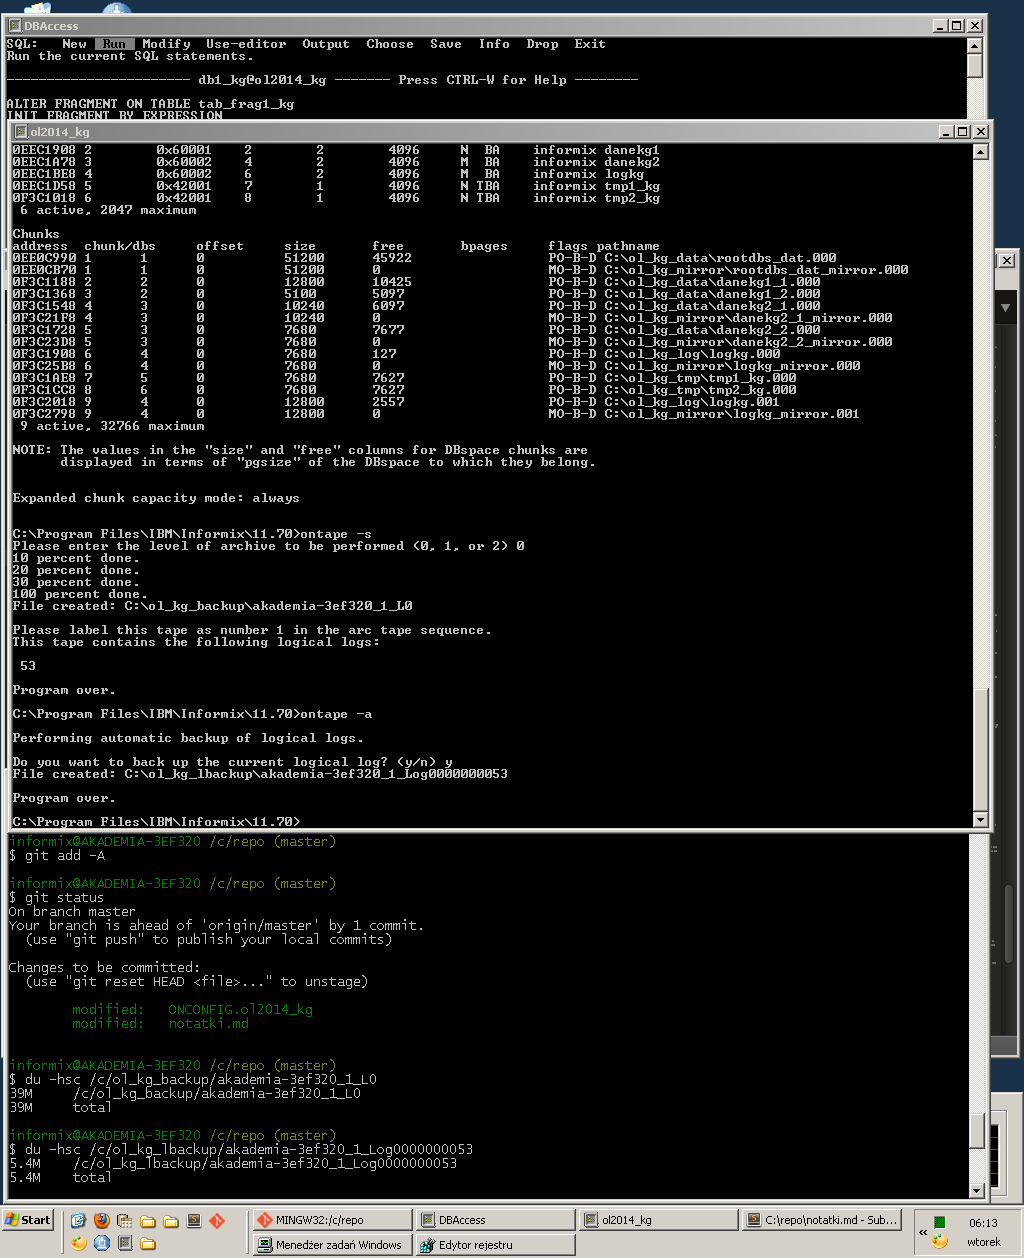 DBAccess
SQL:   New  Run  Modify  Use-editor  Output  Choose  Save  Info  Drop  Exit
Run the current SQL statements.
----------------------- db1_kg@ol2014_kg ------- Press CTRL-W for Help --------
ALTER FRAGMENT ON TABLE tab_frag1_kg
INIT FRAGMENT BY EXPRESSION
ol2014_kg
0EEC1908 2        0x60001    2        2        4096     N  BA    informix danekg1
0EEC1A78 3        0x60002    4        2        4096     M  BA    informix danekg2
0EEC1BE8 4        0x60002    6        2        4096     M  BA    informix logkg
0EEC1D58 5        0x42001    7        1        4096     N TBA    informix tmp1_kg
0F3C1018 6        0x42001    8        1        4096     N TBA    informix tmp2_kg
 6 active, 2047 maximum
Chunks
address  chunk/dbs     offset     size       free       bpages     flags pathname
0EE0C990 1      1      0          51200      45922                 PO-B-D C:\ol_kg_data\rootdbs_dat.000
0EE0CB70 1      1      0          51200      0                     MO-B-D C:\ol_kg_mirror\rootdbs_dat_mirror.000
0F3C1188 2      2      0          12800      10425                 PO-B-D C:\ol_kg_data\danekg1_1.000
0F3C1368 3      2      0          5100       5097                  PO-B-D C:\ol_kg_data\danekg1_2.000
0F3C1548 4      3      0          10240      6097                  PO-B-D C:\ol_kg_data\danekg2_1.000
0F3C21F8 4      3      0          10240      0                     MO-B-D C:\ol_kg_mirror\danekg2_1_mirror.000
0F3C1728 5      3      0          7680       7677                  PO-B-D C:\ol_kg_data\danekg2_2.000
0F3C23D8 5      3      0          7680       0                     MO-B-D C:\ol_kg_mirror\danekg2_2_mirror.000
0F3C1908 6      4      0          7680       127                   PO-B-D C:\ol_kg_log\logkg.000
0F3C25B8 6      4      0          7680       0                     MO-B-D C:\ol_kg_mirror\logkg_mirror.000
0F3C1AE8 7      5      0          7680       7627                  PO-B-D C:\ol_kg_tmp\tmp1_kg.000
0F3C1CC8 8      6      0          7680       7627                  PO-B-D C:\ol_kg_tmp\tmp2_kg.000
0F3C2018 9      4      0          12800      2557                  PO-B-D C:\ol_kg_log\logkg.001
0F3C2798 9      4      0          12800      0                     MO-B-D C:\ol_kg_mirror\logkg_mirror.001
 9 active, 32766 maximum
NOTE: The values in the "size" and "free" columns for DBspace chunks are
      displayed in terms of "pgsize" of the DBspace to which they belong.
Expanded chunk capacity mode: always
C:\Program Files\IBM\Informix\11.70>ontape -s
Please enter the level of archive to be performed (0, 1, or 2) 0
10 percent done.
20 percent done.
30 percent done.
100 percent done.
File created: C:\ol_kg_backup\akademia-3ef320_1_L0
Please label this tape as number 1 in the arc tape sequence.
This tape contains the following logical logs:
 53
Program over.
C:\Program Files\IBM\Informix\11.70>ontape -a
Performing automatic backup of logical logs.
Do you want to back up the current logical log? (y/n) y
File created: C:\ol_kg_lbackup\akademia-3ef320_1_Log0000000053
Program over.
C:\Program Files\IBM\Informix\11.70>
informix@AKADEMIA-3EF320 /c/repo (master)
$ git add -A
informix@AKADEMIA-3EF320 /c/repo (master)
$ git status
On branch master
Your branch is ahead of 'origin/master' by 1 commit.
  (use "git push" to publish your local commits)
Changes to be committed:
  (use "git reset HEAD <file>..." to unstage)
        modified:   ONCONFIG.ol2014_kg
        modified:   notatki.md
informix@AKADEMIA-3EF320 /c/repo (master)
$ du -hsc /c/ol_kg_backup/akademia-3ef320_1_L0
39M     /c/ol_kg_backup/akademia-3ef320_1_L0
39M     total
informix@AKADEMIA-3EF320 /c/repo (master)
$ du -hsc /c/ol_kg_lbackup/akademia-3ef320_1_Log0000000053
5.4M    /c/ol_kg_lbackup/akademia-3ef320_1_Log0000000053
5.4M    total
Start
MINGW32:/c/repo
DBAccess
ol2014_kg
C:\repo\notatki.md - Sub...
Menedżer zadań Windows
Edytor rejestru
06:13
wtorek